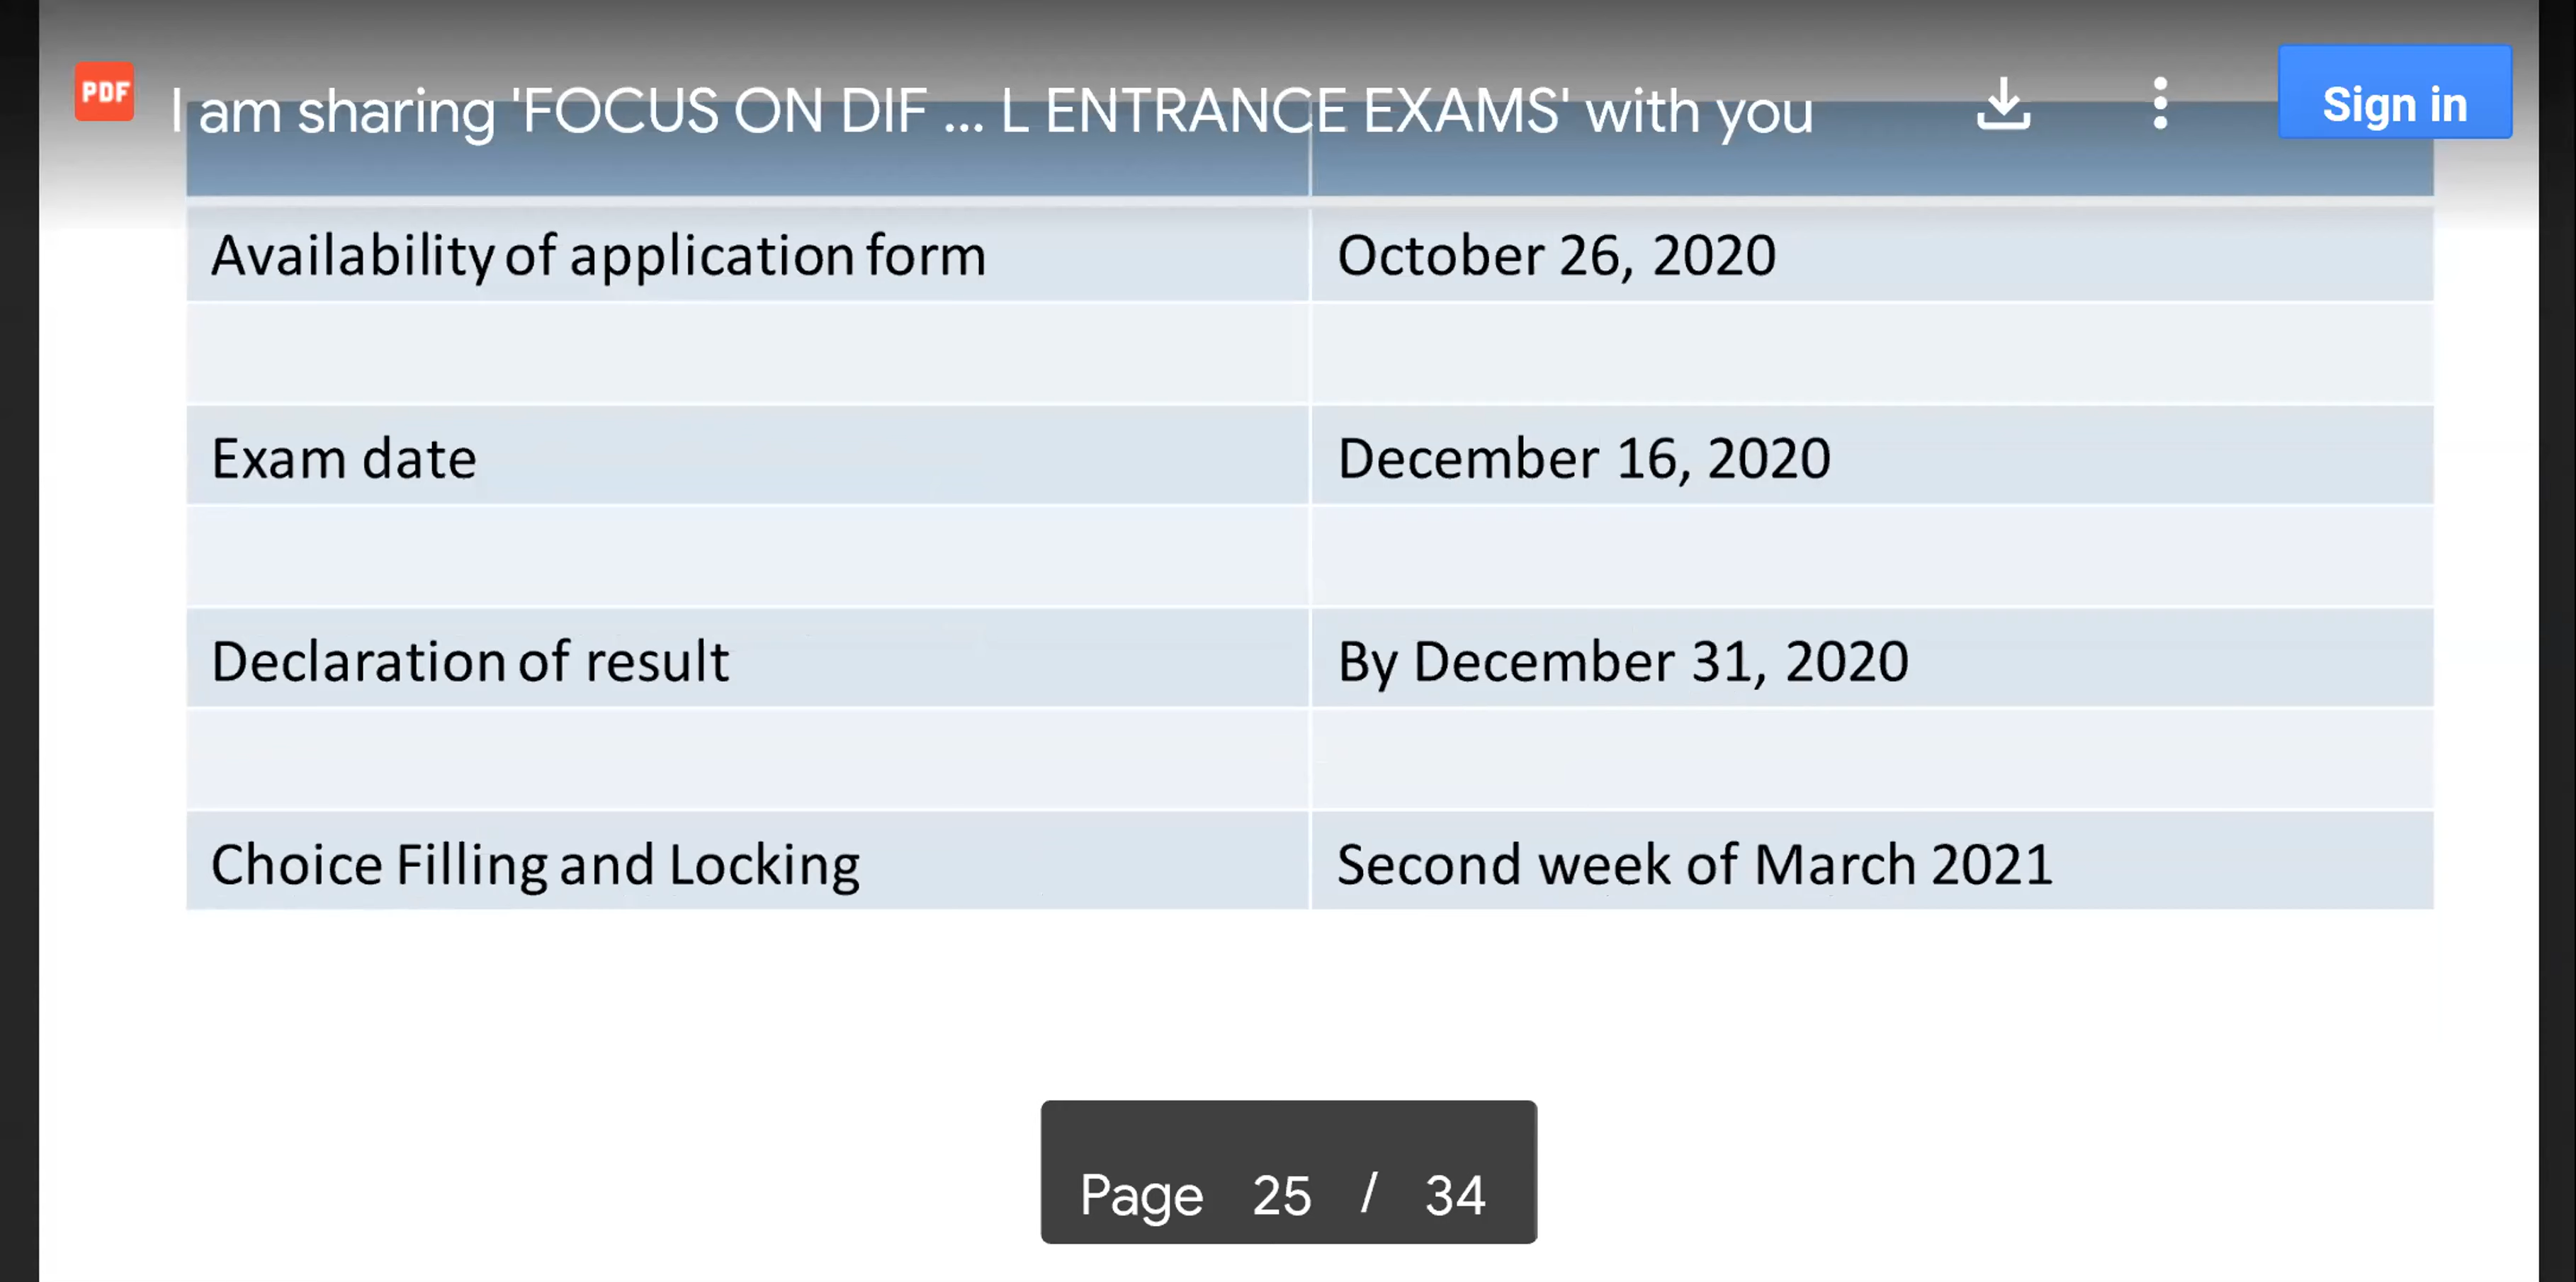 PDF
I am sharing 'FOCUS ON DIF ... L ENTRANCE EXAMS' with you
Sign in
Availability of application form October 26, 2020
Exam date December 16, 2020
Declaration of result By December 31, 2020
Choice Filling and Locking Second week of March 2021
Page 25 / 34